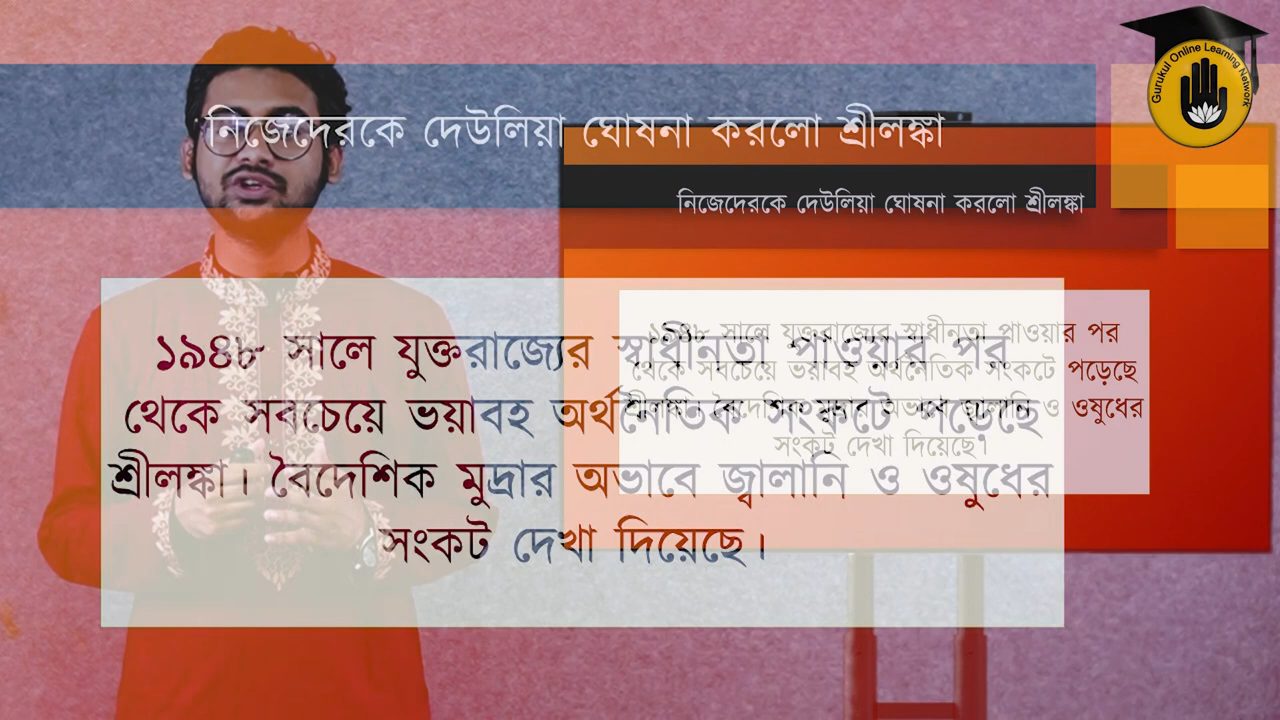 Gurukul Online Learning Network
নিজেদেরকে দেউলিয়া ঘোষনা করলো শ্রীলঙ্কা
নিজেদেরকে দেউলিয়া ঘোষনা করলো শ্রীলঙ্কা
১৯৪৮ সালে যুক্তরাজ্যের স্বাধীনতা পাওয়ার পর
থেকে সবচেয়ে ভয়াবহ অর্থনৈতিক সংকটে পড়েছে
শ্রীলঙ্কা। বৈদেশিক মুদ্রার অভাবে জ্বালানি ও ওষুধের
সংকট দেখা দিয়েছে।
১৯৪৮ সালে যুক্তরাজ্যের স্বাধীনতা পাওয়ার পর
থেকে সবচেয়ে ভয়াবহ অর্থনৈতিক সংকটে পড়েছে
শ্রীলঙ্কা। বৈদেশিক মুদ্রার অভাবে জ্বালানি ও ওষুধের
সংকট দেখা দিয়েছে।